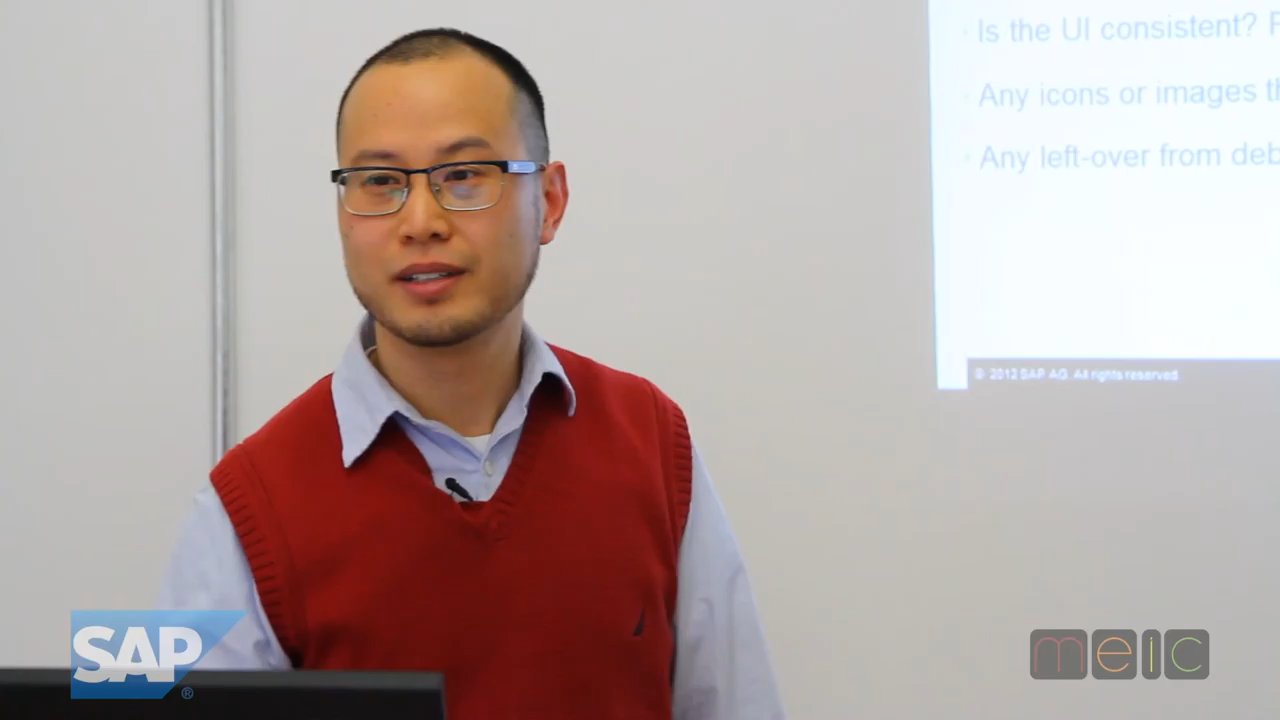 Is the UI consistent?
Any icons or images
Any left-over from
© 2012 SAP AG. All rights reserved
SAP
®
meic